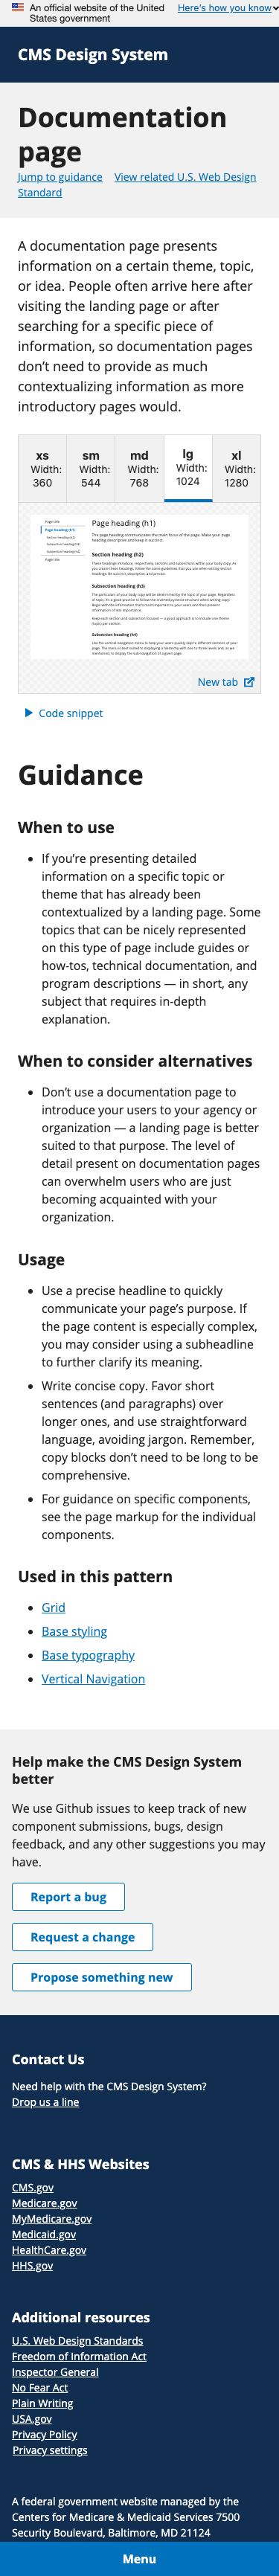 An official website of the United
States government
Here's how you know
CMS Design System
Documentation
page
Jump to guidance View related U.S. Web Design
Standard
A documentation page presents
information on a certain theme, topic,
or idea. People often arrive here after
visiting the landing page or after
searching for a specific piece of
information, so documentation pages
don't need to provide as much
contextualizing information as more
introductory pages would.
xs sm md lg xl
Width: Width: Width: Width: Width:
360 544 768 1024 1280
Page title
Page heading (h1)
Section heading (h2)
Subsection heading (h3)
Subsection heading (h4)
Page title
Page heading (h1)
The page heading communicates the main focus of the page. Make your page
heading descriptive and keep it succinct.
Section heading (h2)
Subsection heading (h3)
Subsection heading (h4)
New tab
Code snippet
Guidance
When to use
If you're presenting detailed
information on a specific topic or
theme that has already been
contextualized by a landing page. Some
topics that can be nicely represented
on this type of page include guides or
how-tos, technical documentation, and
program descriptions — in short, any
subject that requires in-depth
explanation.
When to consider alternatives
Don't use a documentation page to
introduce your users to your agency or
organization — a landing page is better
suited to that purpose. The level of
detail present on documentation pages
can overwhelm users who are just
becoming acquainted with your
organization.
Usage
Use a precise headline to quickly
communicate your page's purpose. If
the page content is especially complex,
you may consider using a subheadline
to further clarify its meaning.
Write concise copy. Favor short
sentences (and paragraphs) over
longer ones, and use straightforward
language, avoiding jargon. Remember,
copy blocks don't need to be long to be
comprehensive.
For guidance on specific components,
see the page markup for the individual
components.
Used in this pattern
Grid
Base styling
Base typography
Vertical Navigation
Help make the CMS Design System
better
We use Github issues to keep track of new
component submissions, bugs, design
feedback, and any other suggestions you may
have.
Report a bug
Request a change
Propose something new
Contact Us
Need help with the CMS Design System?
Drop us a line
CMS & HHS Websites
CMS.gov
Medicare.gov
MyMedicare.gov
Medicaid.gov
HealthCare.gov
HHS.gov
Additional resources
U.S. Web Design Standards
Freedom of Information Act
Inspector General
No Fear Act
Plain Writing
USA.gov
Privacy Policy
Privacy settings
A federal government website managed by the
Centers for Medicare & Medicaid Services 7500
Security Boulevard, Baltimore, MD 21124
Menu